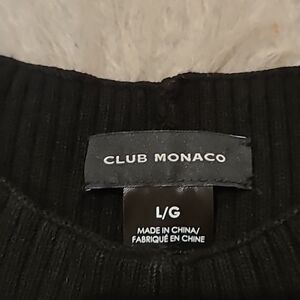 CLUB MONACO
L/G
MADE IN CHINA/
FABRIQUÉ EN CHINE